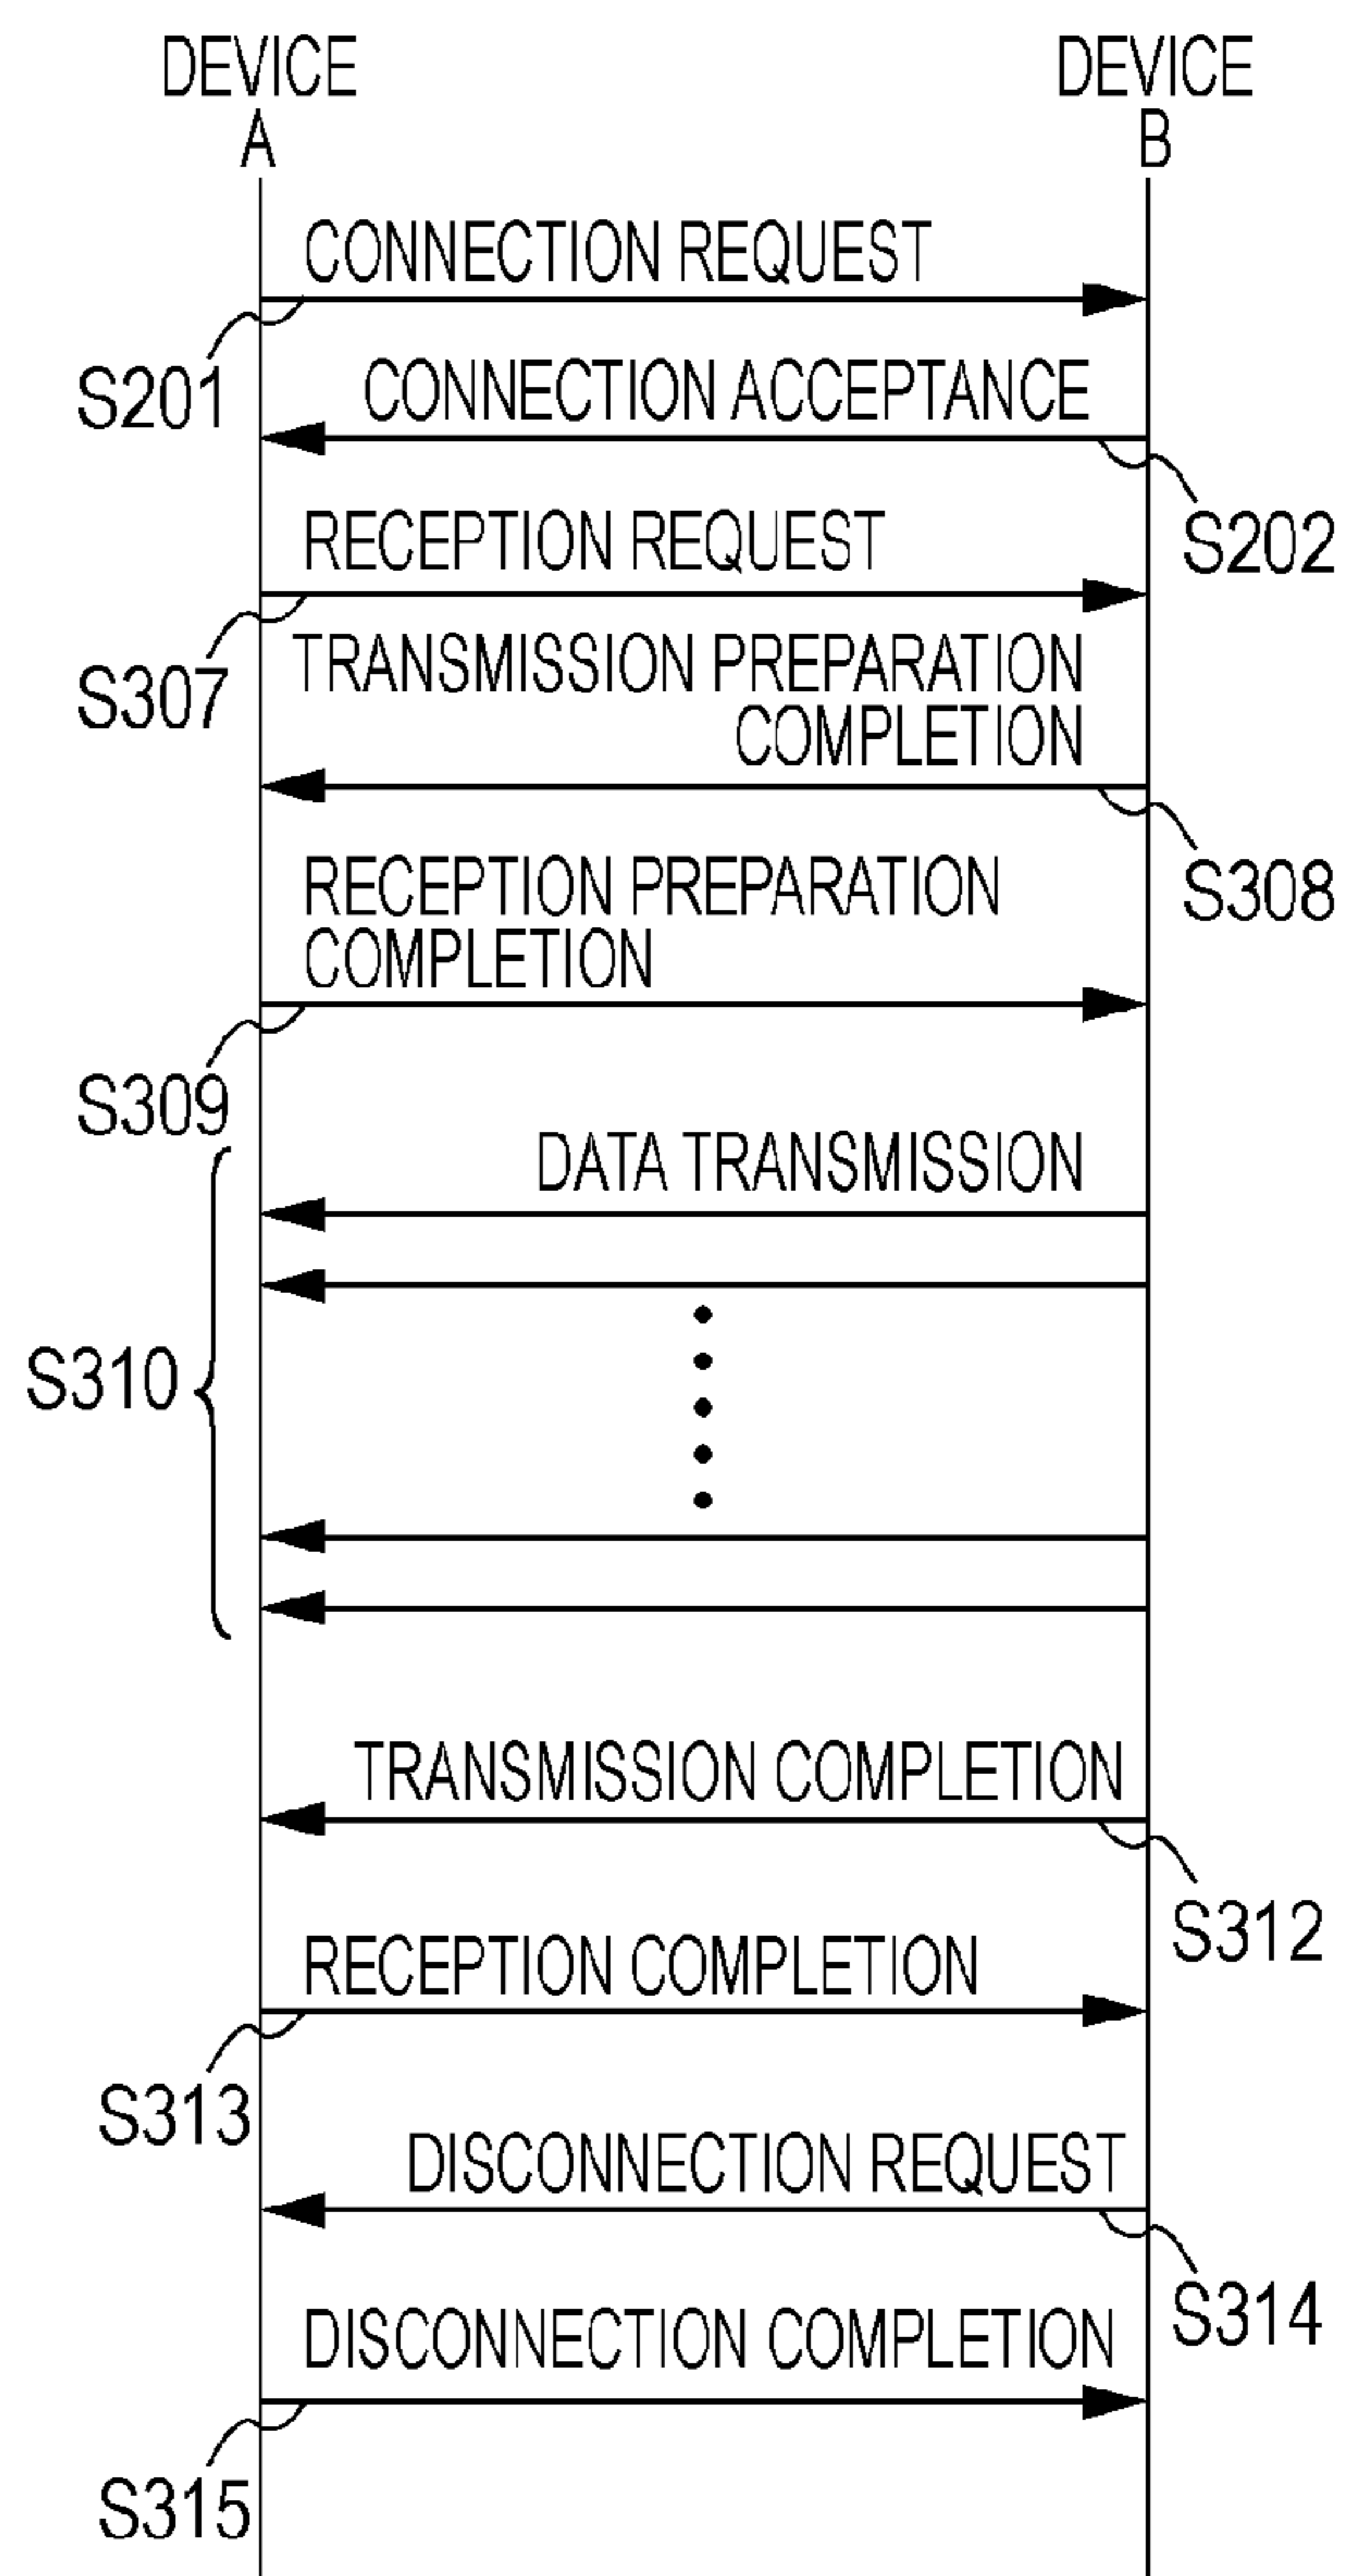 DEVICE
A
DEVICE
B
CONNECTION REQUEST
S201
CONNECTION ACCEPTANCE
S202
RECEPTION REQUEST
S307
TRANSMISSION PREPARATION
COMPLETION
S308
RECEPTION PREPARATION
COMPLETION
S309
DATA TRANSMISSION
S310
TRANSMISSION COMPLETION
S312
RECEPTION COMPLETION
S313
DISCONNECTION REQUEST
S314
DISCONNECTION COMPLETION
S315